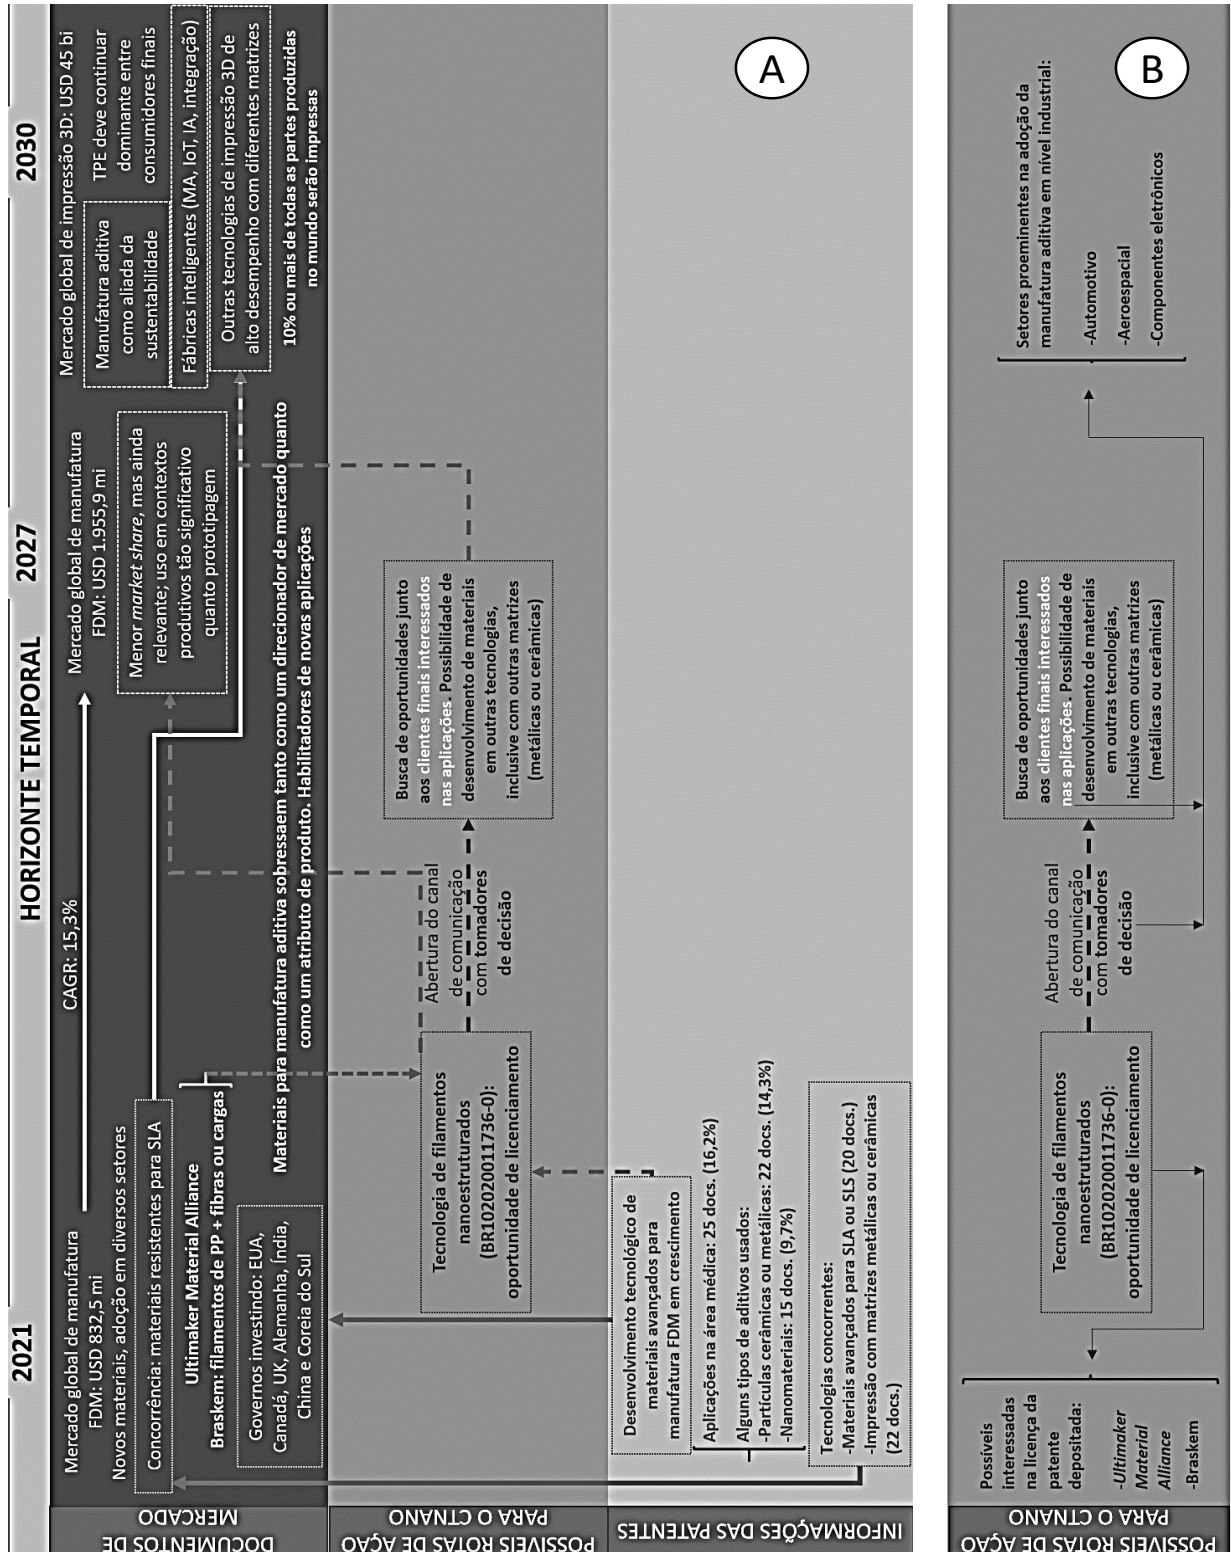 HORIZONTE TEMPORAL
2021
2027
2030
DOCUMENTOS DE
MERCADO
Mercado global de manufatura
FDM: USD 832,5 mi
CAGR: 15,3%
Mercado global de manufatura
FDM: USD 1.955,9 mi
Mercado global de impressão 3D: USD 45 bi
Novos materiais, adoção em diversos setores
Concorrência: materiais resistentes para SLA
Ultimaker Material Alliance
Braskem: filamentos de PP + fibras ou cargas
Governos investindo: EUA,
Canadá, UK, Alemanha, Índia,
China e Coreia do Sul
Menor market share, mas ainda
relevante; uso em contextos
produtivos tão significativo
quanto prototipagem
Manufatura aditiva
como aliada da
sustentabilidade
TPE deve continuar
dominante entre
consumidores finais
Fábricas inteligentes (MA, IoT, IA, integração)
Outras tecnologias de impressão 3D de
alto desempenho com diferentes matrizes
10% ou mais de todas as partes produzidas
no mundo serão impressas
Materiais para manufatura aditiva sobressaem tanto como um direcionador de mercado quanto
como um atributo de produto. Habilitadores de novas aplicações
POSSÍVEIS ROTAS DE AÇÃO
PARA O CTNANO
Tecnologia de filamentos
nanoestruturados
(BR102020011736-0):
oportunidade de licenciamento
Abertura do canal
de comunicação
com tomadores
de decisão
Busca de oportunidades junto
aos clientes finais interessados
nas aplicações. Possibilidade de
desenvolvimento de materiais
em outras tecnologias,
inclusive com outras matrizes
(metálicas ou cerâmicas)
INFORMAÇÕES DAS PATENTES
Desenvolvimento tecnológico de
materiais avançados para
manufatura FDM em crescimento
Aplicações na área médica: 25 docs. (16,2%)
Alguns tipos de aditivos usados:
-Partículas cerâmicas ou metálicas: 22 docs. (14,3%)
-Nanomateriais: 15 docs. (9,7%)
Tecnologias concorrentes:
-Materiais avançados para SLA ou SLS (20 docs.)
-Impressão com matrizes metálicas ou cerâmicas
(22 docs.)
A
POSSÍVEIS ROTAS DE AÇÃO
PARA O CTNANO
Possíveis
interessadas
na licença da
patente
depositada:
-Ultimaker
Material
Alliance
-Braskem
Tecnologia de filamentos
nanoestruturados
(BR102020011736-0):
oportunidade de licenciamento
Abertura do canal
de comunicação
com tomadores
de decisão
Busca de oportunidades junto
aos clientes finais interessados
nas aplicações. Possibilidade de
desenvolvimento de materiais
em outras tecnologias,
inclusive com outras matrizes
(metálicas ou cerâmicas)
Setores proeminentes na adoção da
manufatura aditiva em nível industrial:
-Automotivo
-Aeroespacial
-Componentes eletrônicos
B